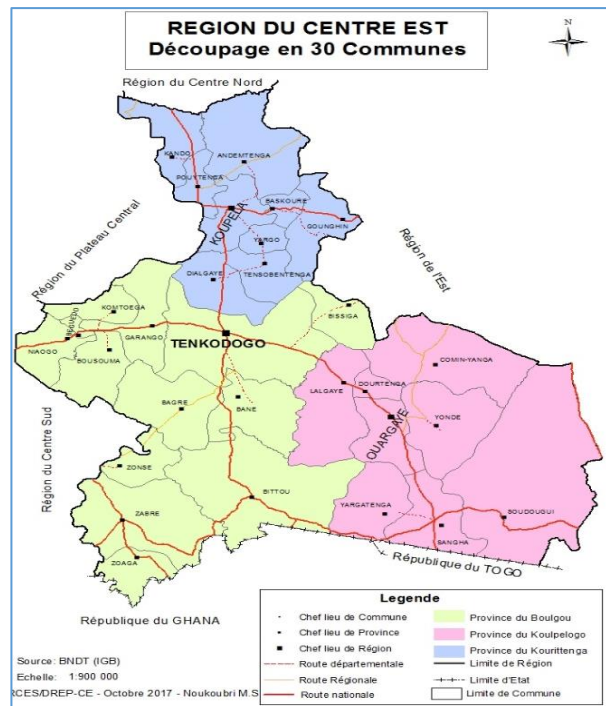 REGION DU CENTRE EST
Découpage en 30 Communes
N
Région du Centre Nord
KANDO
ANDEMTENGA
POUYTENGA
BASKOURE
KOUPELA
GOUNGHIN
YARGO
Région du Plateau Central
Région de l'Est
DIALGAYE
TENSOBENTENGA
KOMTOEGA
BISSIGA
BEGUEDO
GARANGO
TENKODOGO
NIAOGO
BOUSOUMA
COMIN-YANGA
LALGAYE
DOURTENGA
BAGRE
BANE
OUARGAYE
YONDE
Région du Centre Sud
ZONSE
BITTOU
ZABRE
YARGATENGA
SOUDOUGUI
SANGHA
ZOAGA
République du TOGO
République du GHANA
Legende
Chef lieu de Commune
Province du Boulgou
Chef lieu de Province
Province du Koulpelogo
Chef lieu de Région
Province du Kourittenga
Route départementale
Limite de Région
Route Régionale
Limite d'Etat
Route nationale
Limite de Commune
Source: BNDT (IGB)
Echelle: 1:900 000
RCES/DREP-CE - Octobre 2017 - Noukoubri M.S